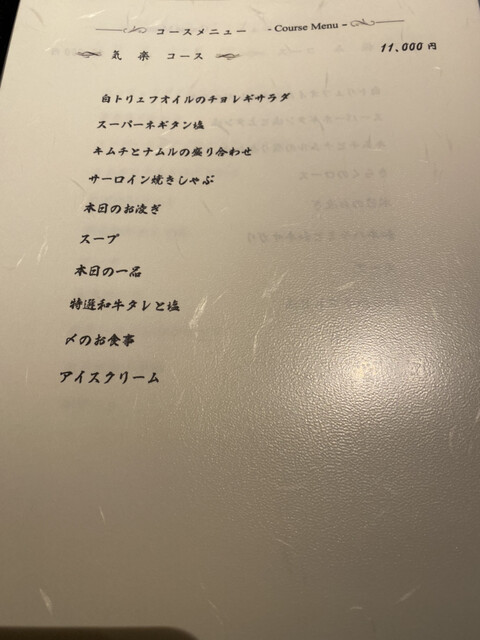 コースメニュー - Course Menu -
気楽 コース 11,000円
白トリュフオイルのチョレギサラダ
スーパーネギタン塩
キムチとナムルの盛り合わせ
サーロイン焼きしゃぶ
本日のお凌ぎ
スープ
本日の一品
特選和牛タレと塩
〆のお食事
アイスクリーム